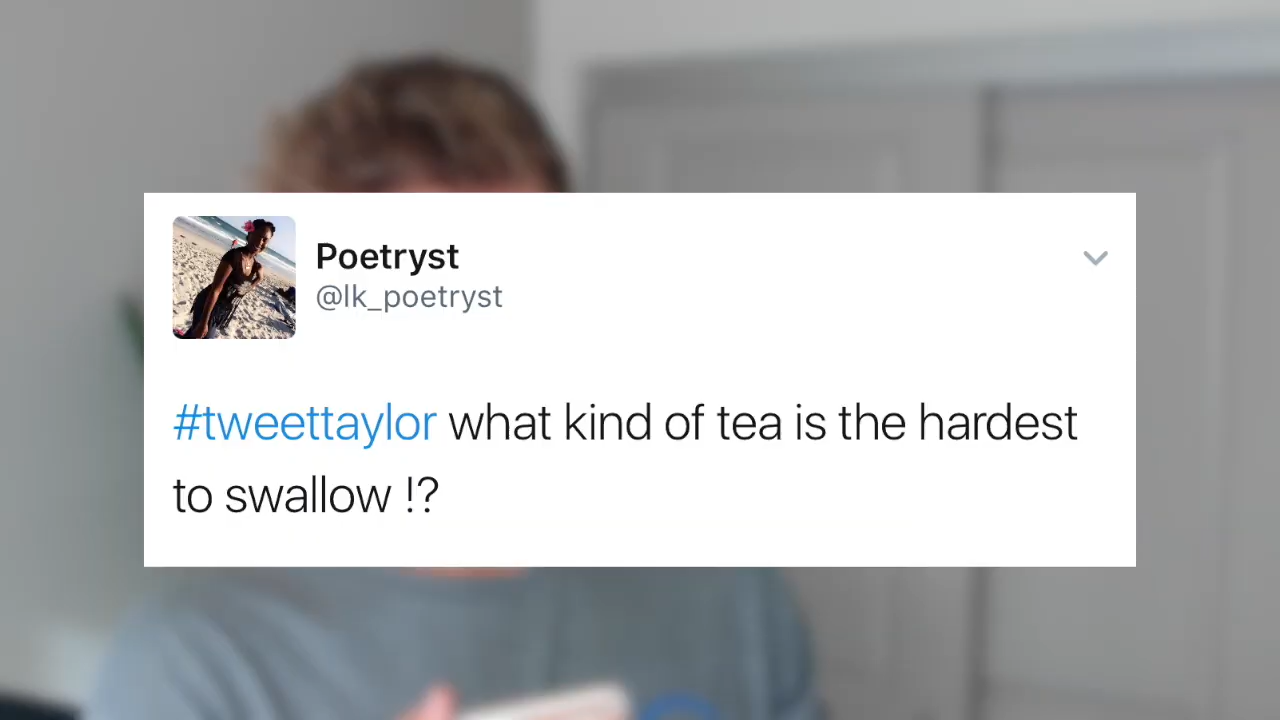 Poetryst
@lk_poetryst
#tweettaylor what kind of tea is the hardest
to swallow !?